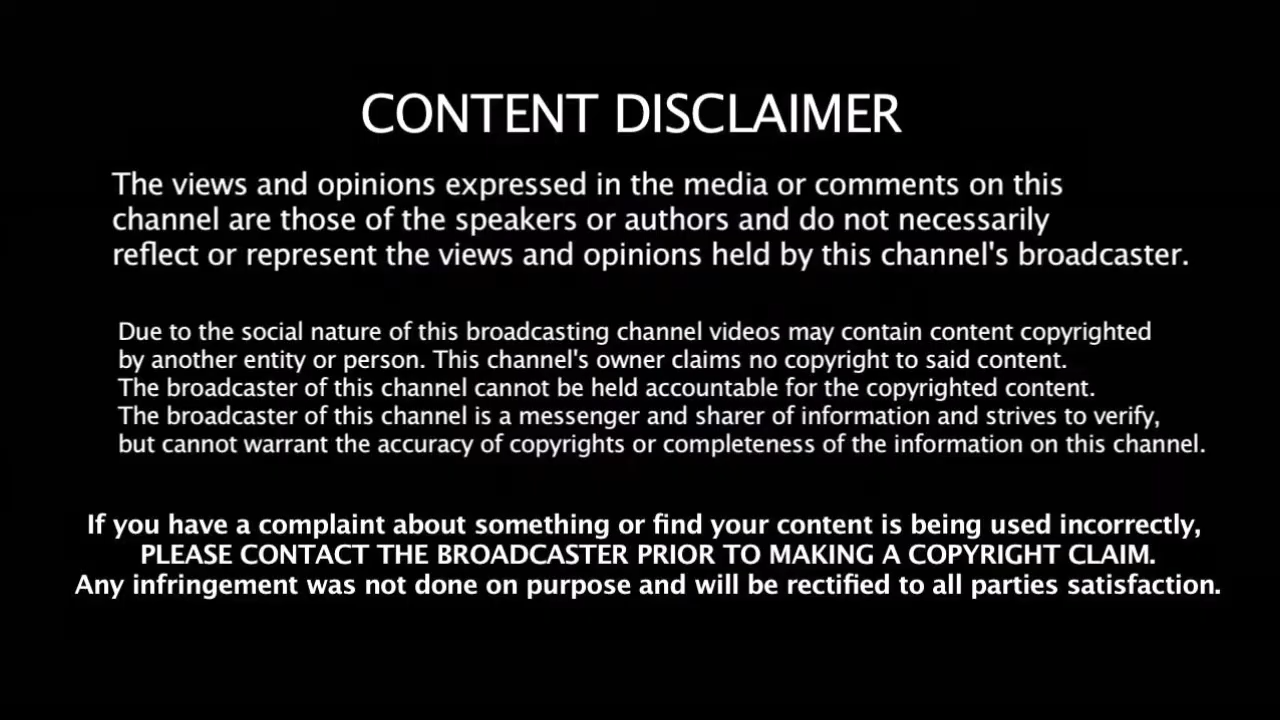 CONTENT DISCLAIMER
The views and opinions expressed in the media or comments on this
channel are those of the speakers or authors and do not necessarily
reflect or represent the views and opinions held by this channel's broadcaster.
Due to the social nature of this broadcasting channel videos may contain content copyrighted
by another entity or person. This channel's owner claims no copyright to said content.
The broadcaster of this channel cannot be held accountable for the copyrighted content.
The broadcaster of this channel is a messenger and sharer of information and strives to verify,
but cannot warrant the accuracy of copyrights or completeness of the information on this channel.
If you have a complaint about something or find your content is being used incorrectly,
PLEASE CONTACT THE BROADCASTER PRIOR TO MAKING A COPYRIGHT CLAIM.
Any infringement was not done on purpose and will be rectified to all parties satisfaction.